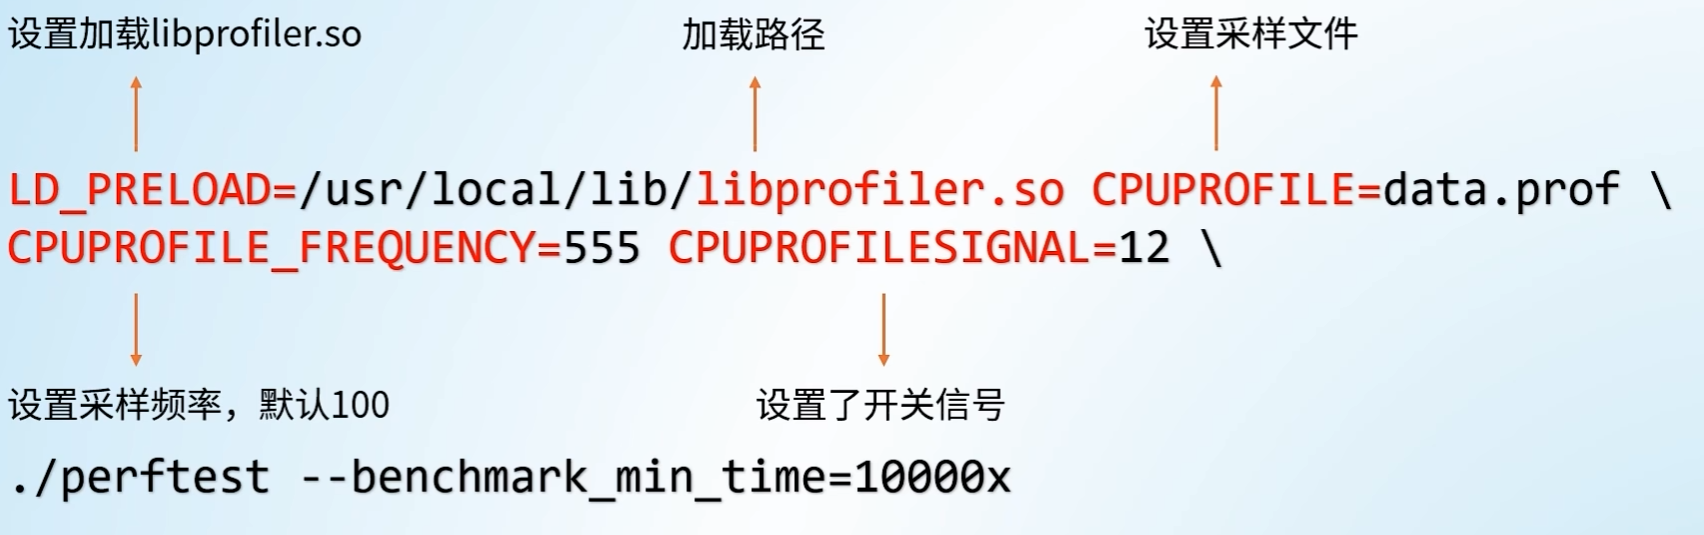 设置加载libprofiler.so
加载路径
设置采样文件
LD_PRELOAD=/usr/local/lib/libprofiler.so CPUPROFILE=data.prof \
CPUPROFILE_FREQUENCY=555 CPUPROFILESIGNAL=12 \
设置采样频率，默认100
设置了开关信号
./perftest --benchmark_min_time=10000x